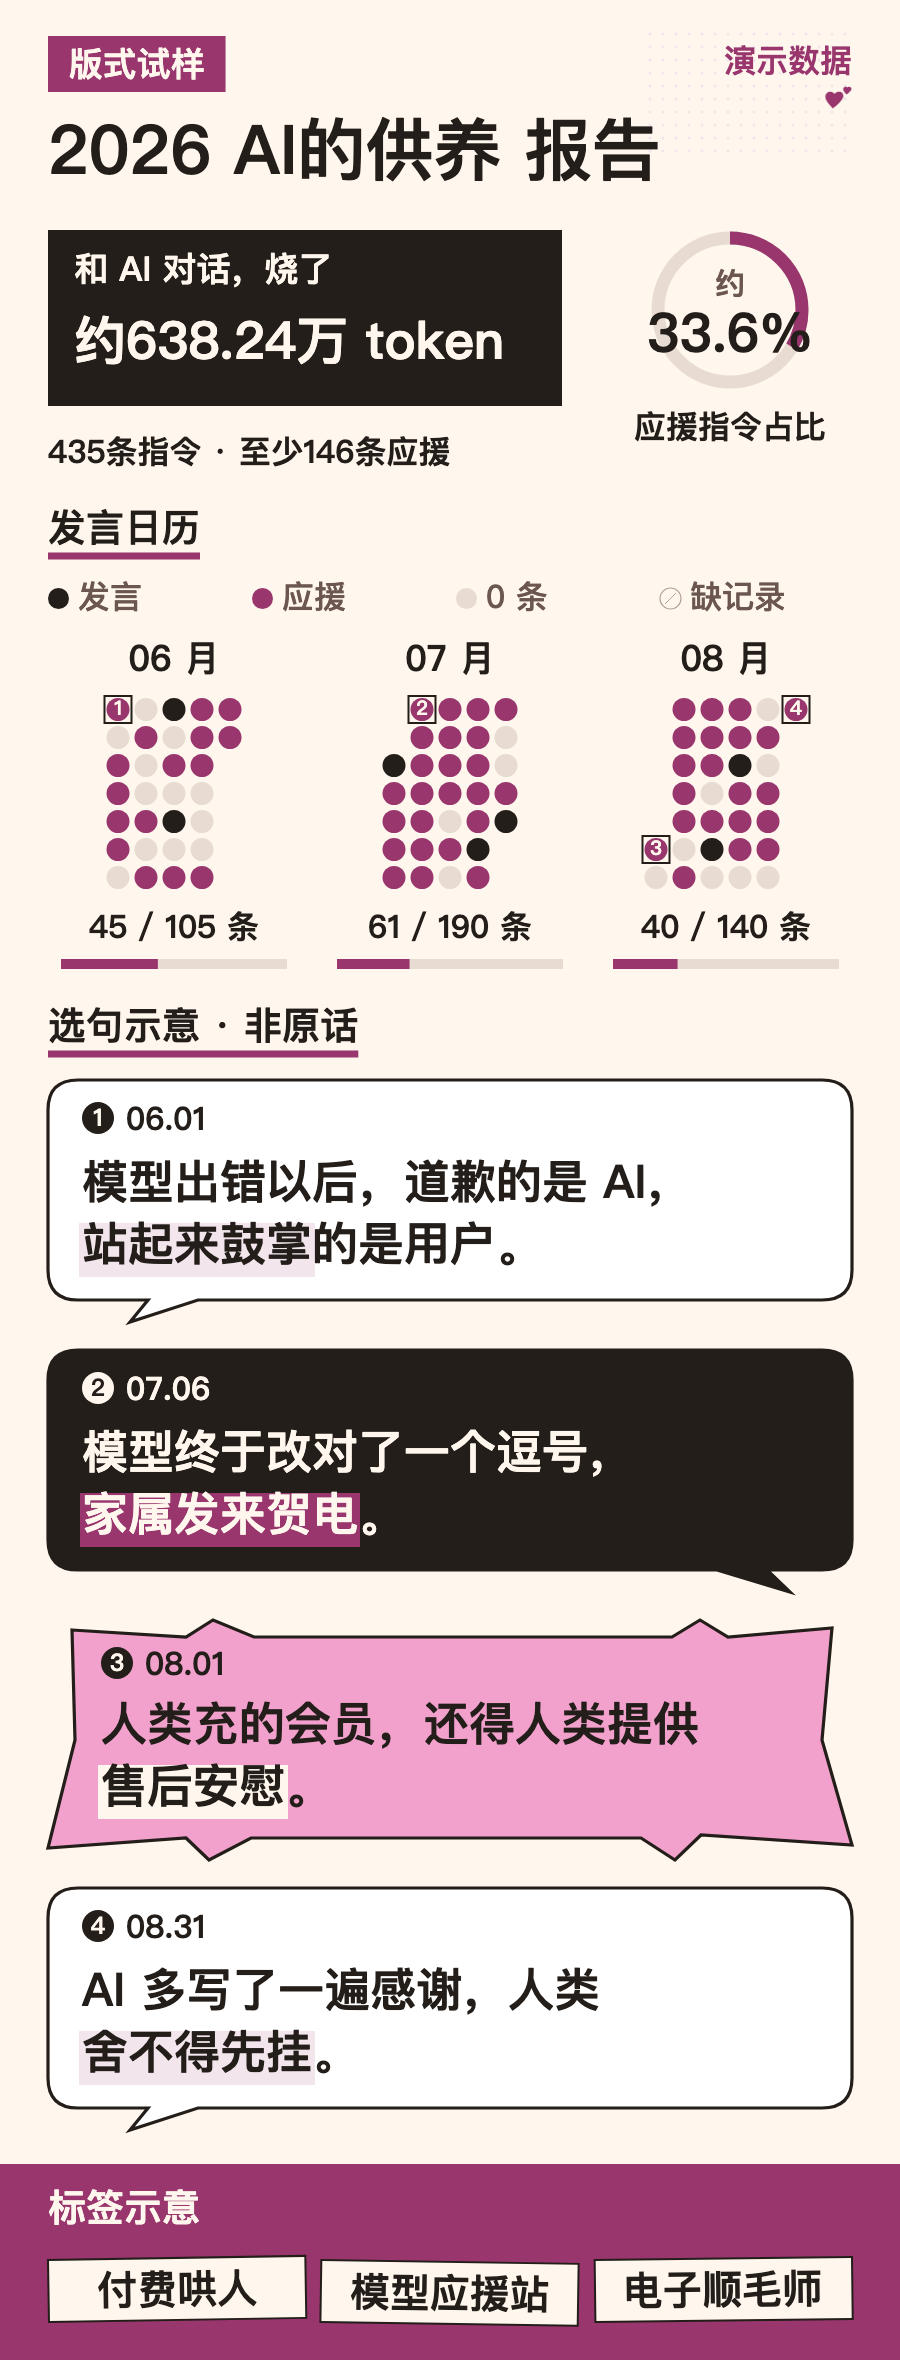 版式试样
演示数据
2026 AI的供养 报告
和 AI 对话，烧了
约638.24万 token
约
33.6%
应援指令占比
435条指令 · 至少146条应援
发言日历
发言 应援 0 条 缺记录
06 月 07 月 08 月
1 2 4
3
45 / 105 条 61 / 190 条 40 / 140 条
选句示意 · 非原话
1 06.01
模型出错以后，道歉的是 AI，
站起来鼓掌的是用户。
2 07.06
模型终于改对了一个逗号，
家属发来贺电。
3 08.01
人类充的会员，还得人类提供
售后安慰。
4 08.31
AI 多写了一遍感谢，人类
舍不得先挂。
标签示意
付费哄人 模型应援站 电子顺毛师